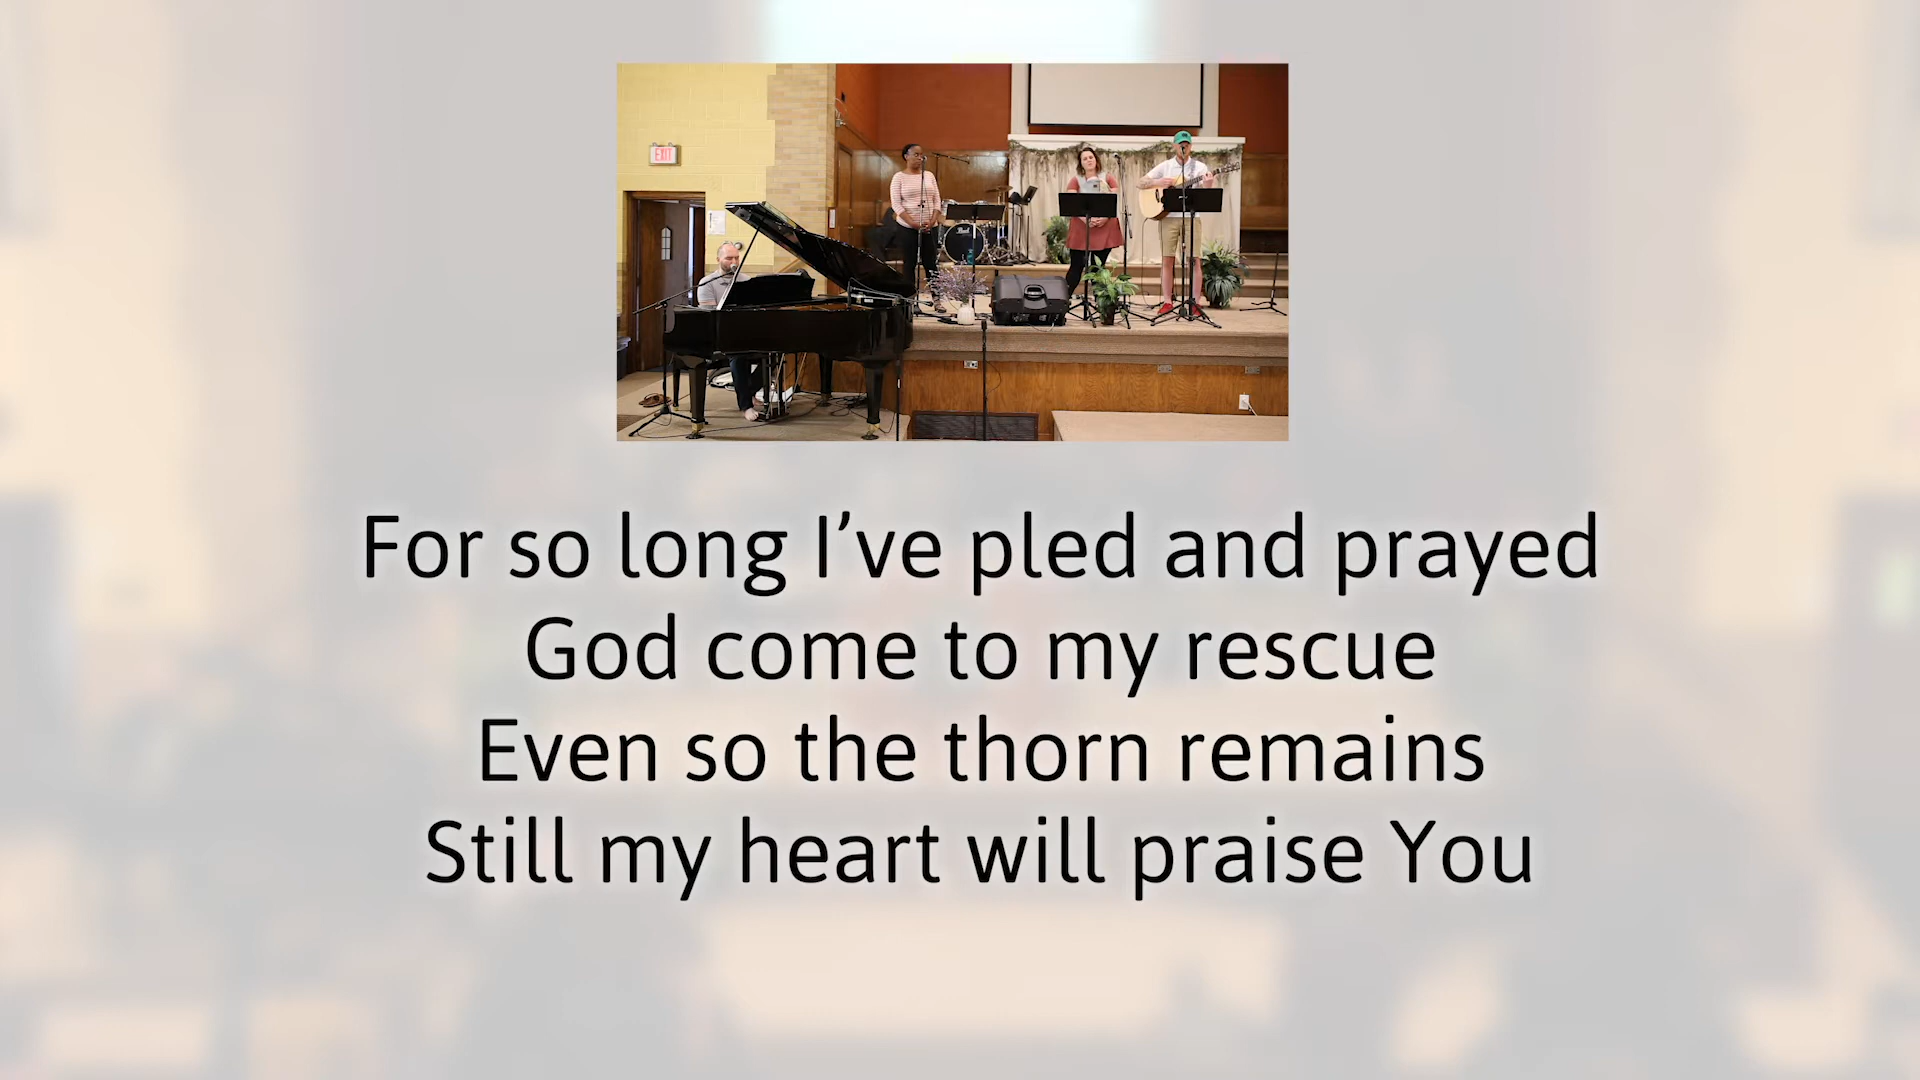 EXIT
For so long I’ve pled and prayed
God come to my rescue
Even so the thorn remains
Still my heart will praise You